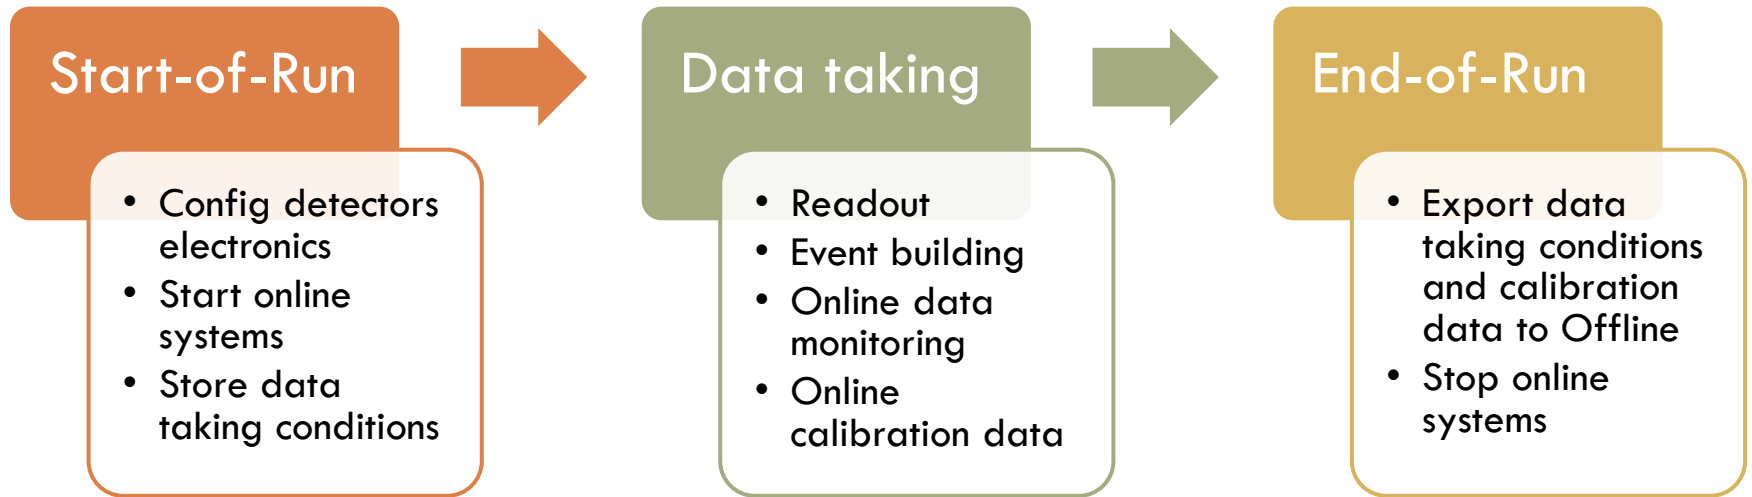 Start-of-Run
• Config detectors
electronics
• Start online
systems
• Store data
taking conditions
Data taking
• Readout
• Event building
• Online data
monitoring
• Online
calibration data
End-of-Run
• Export data
taking conditions
and calibration
data to Offline
• Stop online
systems